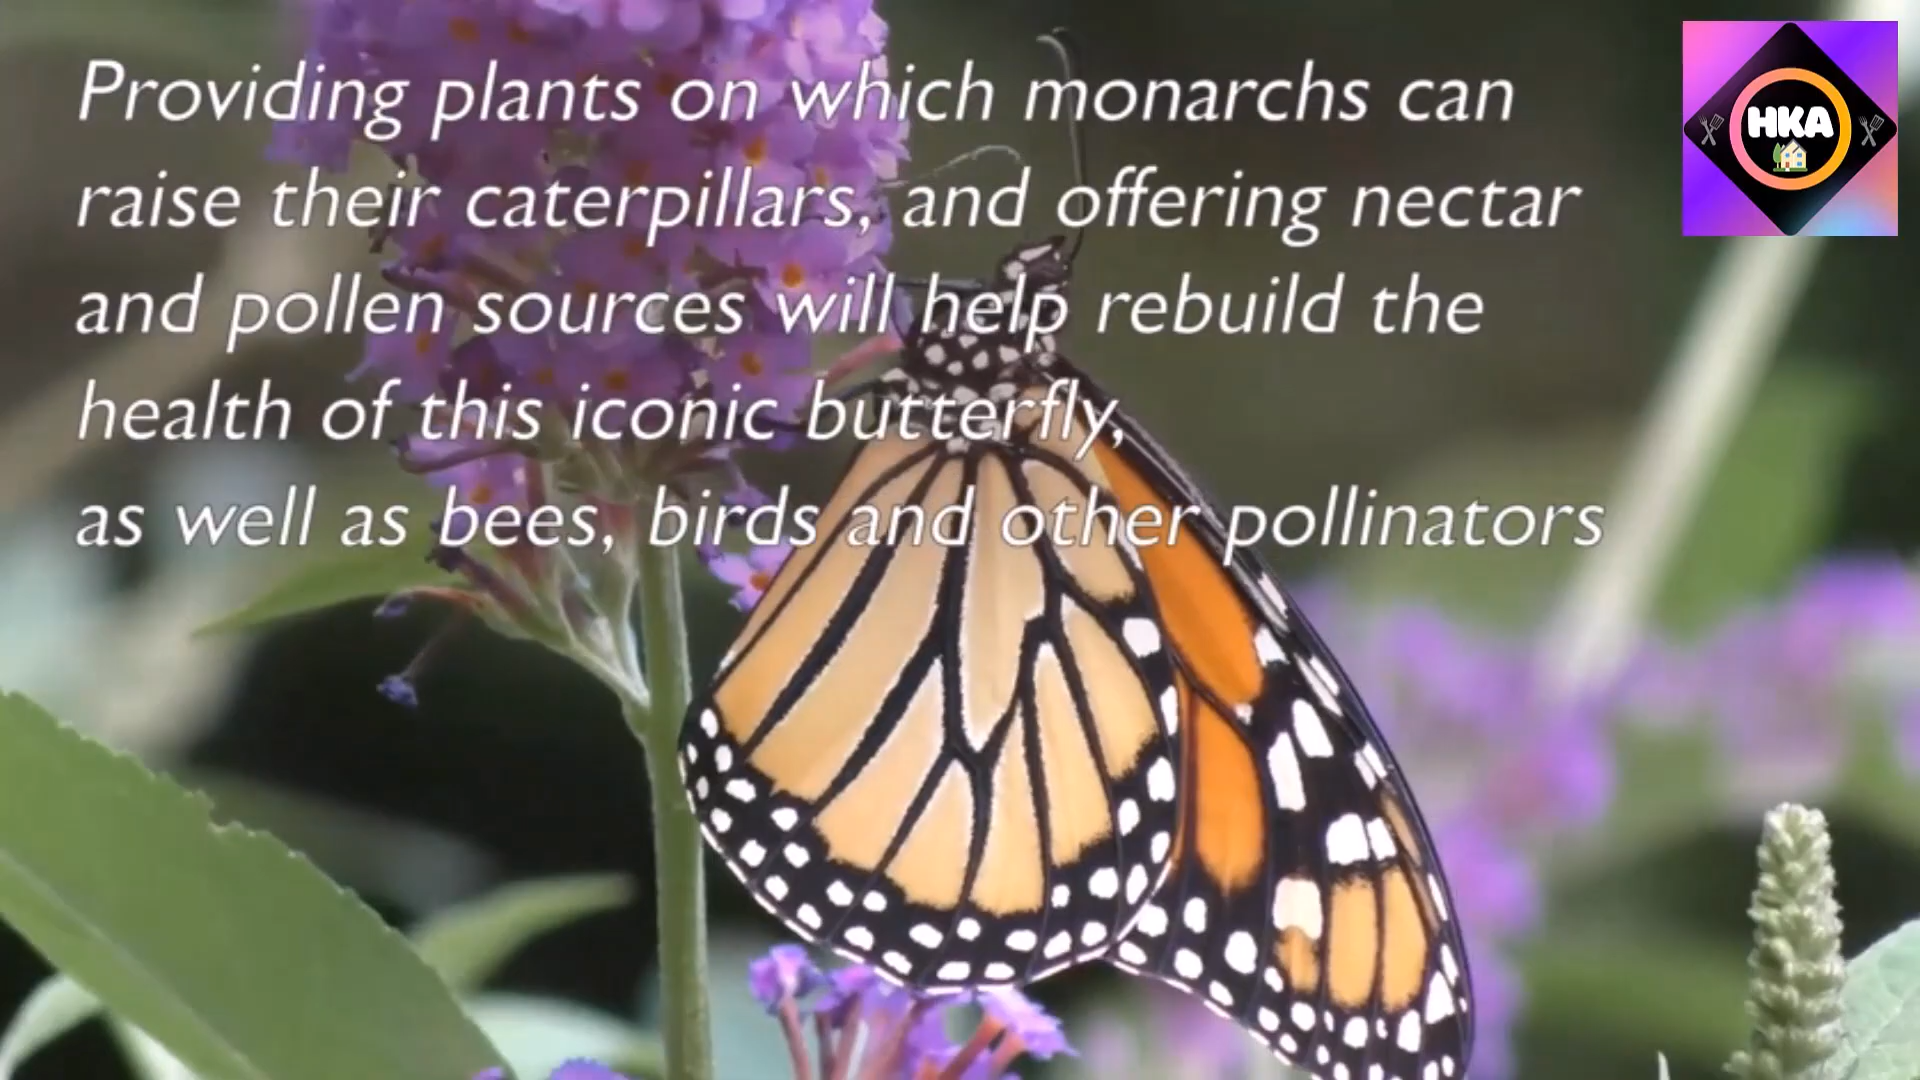 Providing plants on which monarchs can
raise their caterpillars, and offering nectar
and pollen sources will help rebuild the
health of this iconic butterfly,
as well as bees, birds and other pollinators
HKA